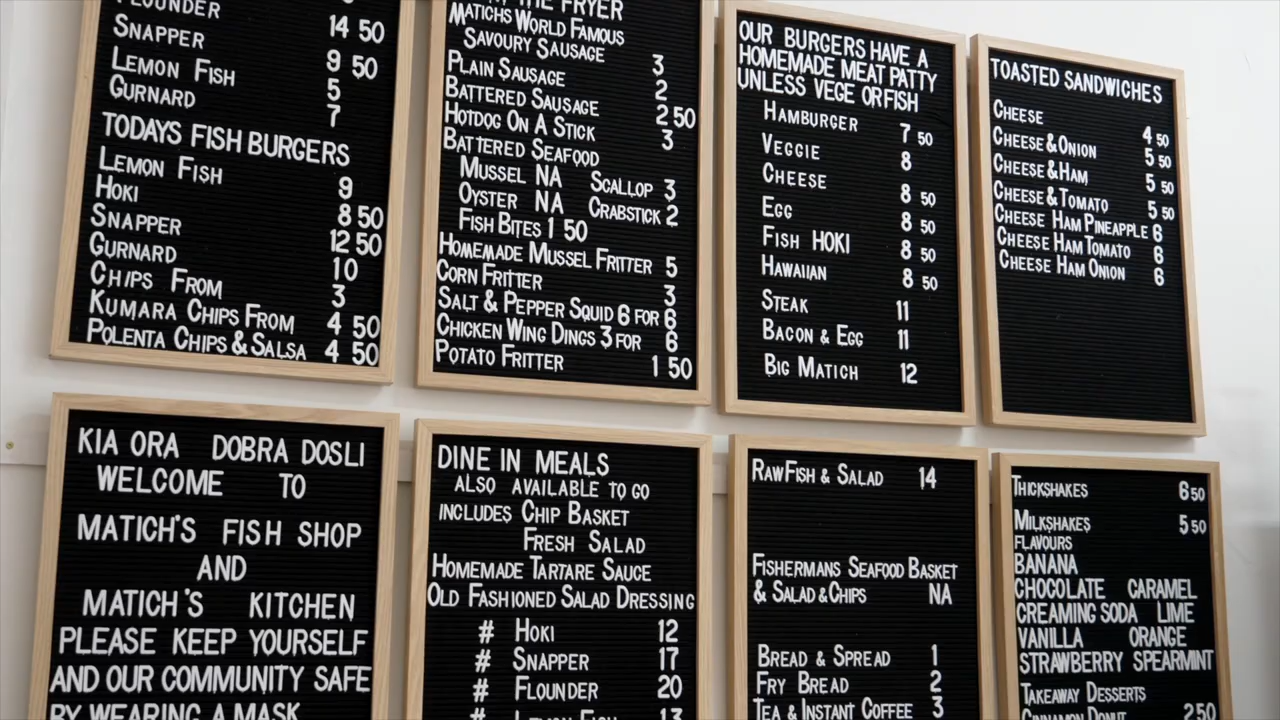 FLOUNDER
SNAPPER 14 50
LEMON FISH 9 50
GURNARD 5
7
TODAYS FISH BURGERS
LEMON FISH 9
HOKI 8 50
SNAPPER 12 50
GURNARD 10
CHIPS FROM 3
KUMARA CHIPS FROM 4 50
POLENTA CHIPS & SALSA 4 50
THE FRYER
MATICHS WORLD FAMOUS
SAVOURY SAUSAGE 3
PLAIN SAUSAGE 2
BATTERED SAUSAGE 2 50
HOTDOG ON A STICK 3
BATTERED SEAFOOD
MUSSEL NA SCALLOP 3
OYSTER NA CRABSTICK 2
FISH BITES 1 50
HOMEMADE MUSSEL FRITTER 5
CORN FRITTER 3
SALT & PEPPER SQUID 6 FOR 6
CHICKEN WING DINGS 3 FOR 6
POTATO FRITTER 1 50
OUR BURGERS HAVE A
HOMEMADE MEAT PATTY
UNLESS VEGE OR FISH
HAMBURGER 7 50
VEGGIE 8
CHEESE 8 50
EGG 8 50
FISH HOKI 8 50
HAWAIIAN 8 50
STEAK 11
BACON & EGG 11
BIG MATICH 12
TOASTED SANDWICHES
CHEESE 4 50
CHEESE & ONION 5 50
CHEESE & HAM 5 50
CHEESE & TOMATO 5 50
CHEESE HAM PINEAPPLE 6
CHEESE HAM TOMATO 6
CHEESE HAM ONION 6
KIA ORA DOBRA DOSLI
WELCOME TO
MATICH'S FISH SHOP
AND
MATICH'S KITCHEN
PLEASE KEEP YOURSELF
AND OUR COMMUNITY SAFE
BY WEARING A MASK
DINE IN MEALS
ALSO AVAILABLE TO GO
INCLUDES CHIP BASKET
FRESH SALAD
HOMEMADE TARTARE SAUCE
OLD FASHIONED SALAD DRESSING
# HOKI 12
# SNAPPER 17
# FLOUNDER 20
# LEMON FISH 13
RAW FISH & SALAD 14
FISHERMANS SEAFOOD BASKET
& SALAD & CHIPS NA
BREAD & SPREAD 1
FRY BREAD 2
TEA & INSTANT COFFEE 3
THICKSHAKES 6 50
MILKSHAKES 5 50
FLAVOURS
BANANA
CHOCOLATE CARAMEL
CREAMING SODA LIME
VANILLA ORANGE
STRAWBERRY SPEARMINT
TAKEAWAY DESSERTS
CINNAMON DONUT 2 50